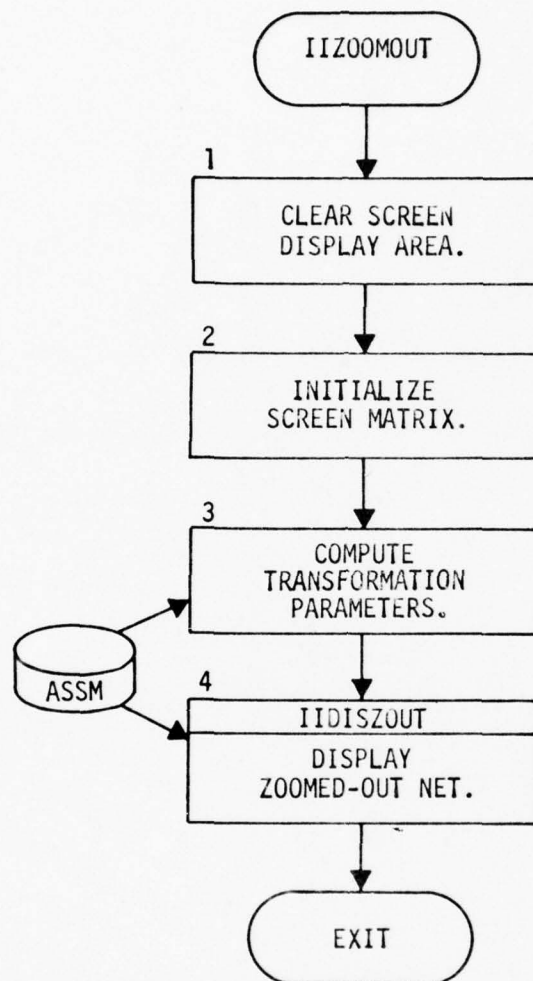 IIZOOMOUT
1
CLEAR SCREEN
DISPLAY AREA.
2
INITIALIZE
SCREEN MATRIX.
3
COMPUTE
TRANSFORMATION
PARAMETERS.
ASSM
4
IIDISZOUT
DISPLAY
ZOOMED-OUT NET.
EXIT